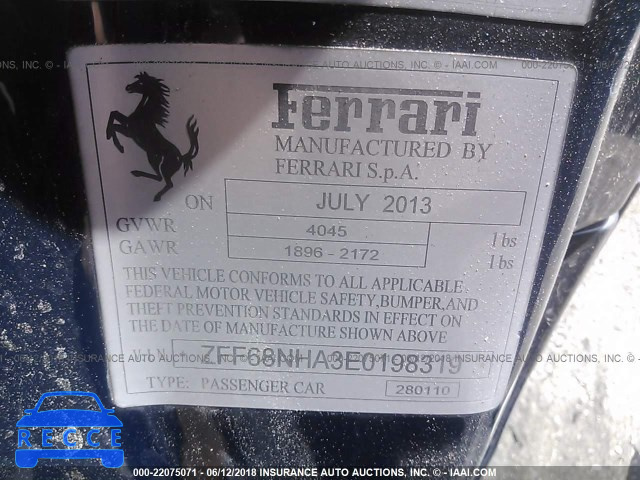 INSURANCE AUTO AUCTIONS, INC. - IAAI.COM 000-22075
Ferrari
MANUFACTURED BY
FERRARI S.p.A.
ON JULY 2013
GVWR 4045 lbs
GAWR 1896 - 2172 lbs
THIS VEHICLE CONFORMS TO ALL APPLICABLE
FEDERAL MOTOR VEHICLE SAFETY,BUMPER,AND
THEFT PREVENTION STANDARDS IN EFFECT ON
THE DATE OF MANUFACTURE SHOWN ABOVE
V.I.N. ZFF68NHA3E0198319
TYPE: PASSENGER CAR 280110
RECCE
000-22075071 - 06/12/2018 INSURANCE AUTO AUCTIONS, INC. - IAAI.COM